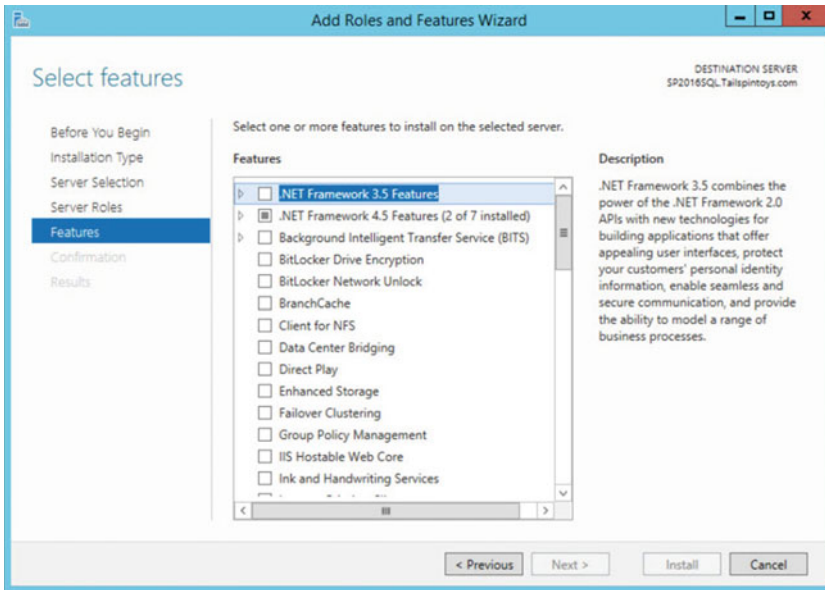 Add Roles and Features Wizard
Select features
DESTINATION SERVER
SP2016SQL.Tailspintoys.com
Before You Begin
Installation Type
Server Selection
Server Roles
Features
Confirmation
Results
Select one or more features to install on the selected server.
Features
.NET Framework 3.5 Features
.NET Framework 4.5 Features (2 of 7 installed)
Background Intelligent Transfer Service (BITS)
BitLocker Drive Encryption
BitLocker Network Unlock
BranchCache
Client for NFS
Data Center Bridging
Direct Play
Enhanced Storage
Failover Clustering
Group Policy Management
IIS Hostable Web Core
Ink and Handwriting Services
Description
.NET Framework 3.5 combines the
power of the .NET Framework 2.0
APIs with new technologies for
building applications that offer
appealing user interfaces, protect
your customers' personal identity
information, enable seamless and
secure communication, and provide
the ability to model a range of
business processes.
< Previous
Next >
Install
Cancel